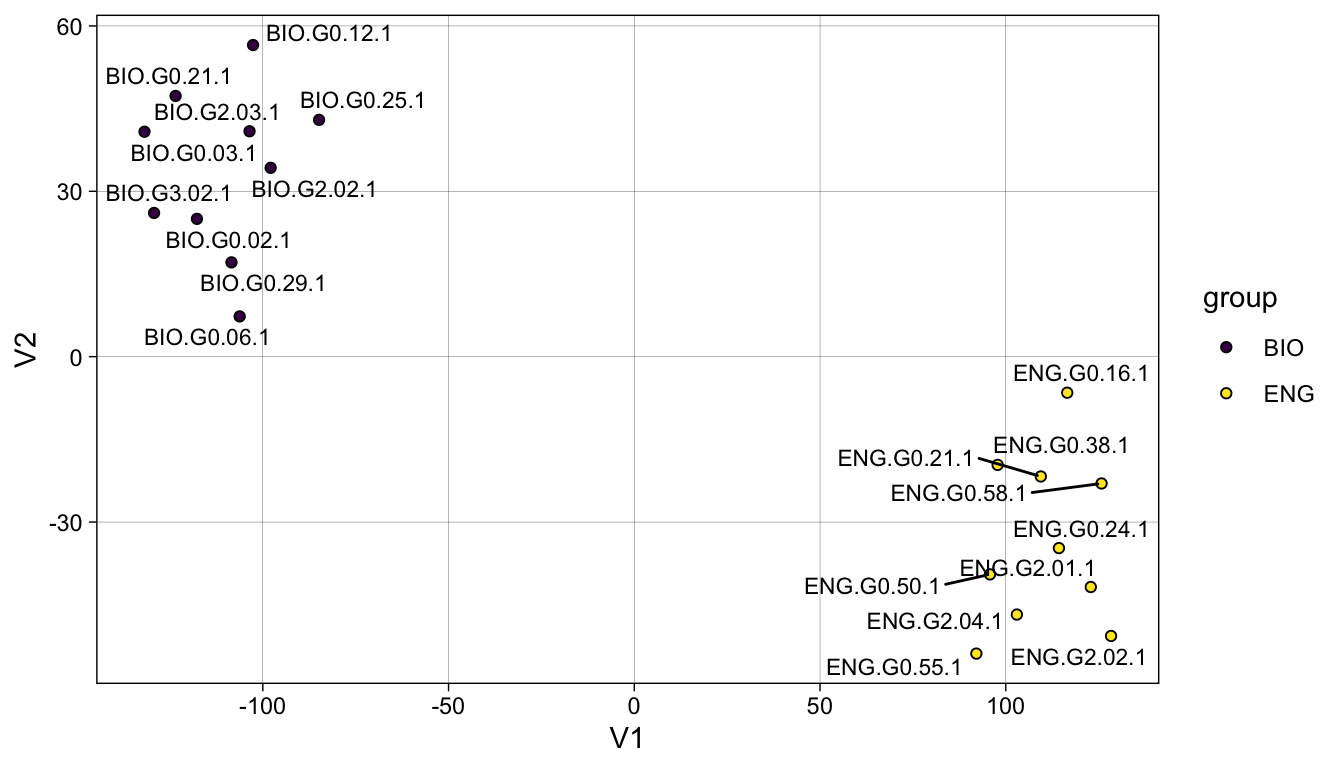 60
BIO.G0.12.1
BIO.G0.21.1
BIO.G0.25.1
BIO.G2.03.1
BIO.G0.03.1
30
BIO.G3.02.1
BIO.G2.02.1
BIO.G0.02.1
BIO.G0.29.1
BIO.G0.06.1
V2
0
ENG.G0.16.1
ENG.G0.38.1
ENG.G0.21.1
ENG.G0.58.1
-30
ENG.G0.24.1
ENG.G2.01.1
ENG.G0.50.1
ENG.G2.04.1
ENG.G2.02.1
ENG.G0.55.1
-100
-50
0
50
100
V1
group
BIO
ENG